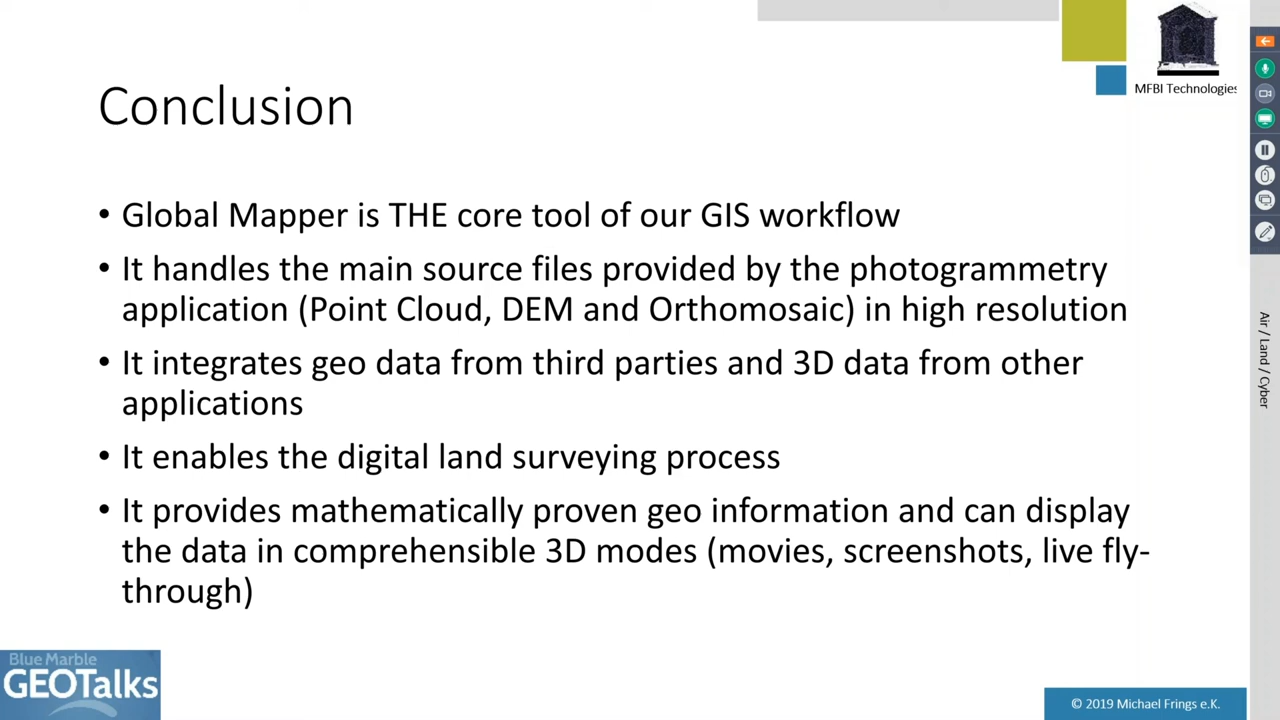 MFBI Technologies
Conclusion
• Global Mapper is THE core tool of our GIS workflow
• It handles the main source files provided by the photogrammetry
application (Point Cloud, DEM and Orthomosaic) in high resolution
• It integrates geo data from third parties and 3D data from other
applications
• It enables the digital land surveying process
• It provides mathematically proven geo information and can display
the data in comprehensible 3D modes (movies, screenshots, live fly-
through)
Air / Land / Cyber
Blue Marble
GEOTalks
© 2019 Michael Frings e.K.